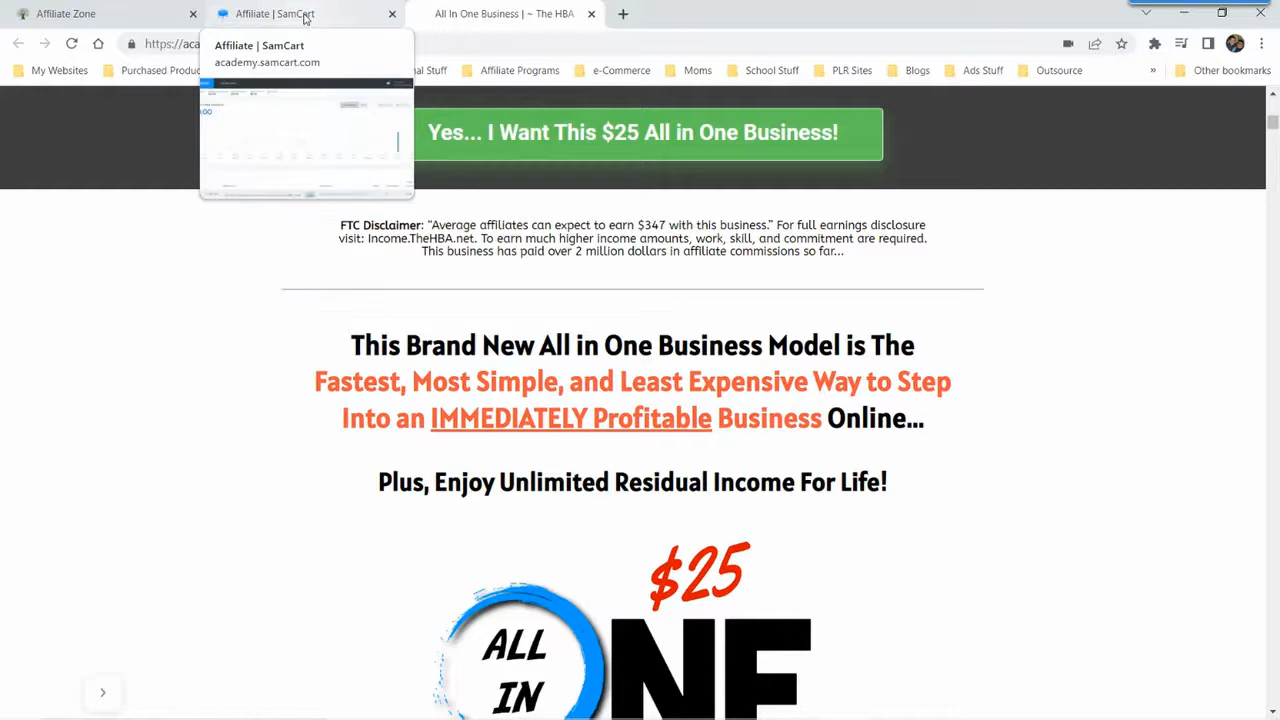 Affiliate Zone
Affiliate | SamCart
All In One Business | ~ The HBA
https://aca
Affiliate | SamCart
academy.samcart.com
My Websites
Purchased Produ
nal Stuff
Affiliate Programs
e-Comm
Moms
School Stuff
PLR Sites
Ads Stuff
Outsource
»
Other bookmark
Yes... I Want This $25 All in One Business!
FTC Disclaimer: "Average affiliates can expect to earn $347 with this business." For full earnings disclosure
visit: Income.TheHBA.net. To earn much higher income amounts, work, skill, and commitment are required.
This business has paid over 2 million dollars in affiliate commissions so far...
This Brand New All in One Business Model is The
Fastest, Most Simple, and Least Expensive Way to Step
Into an IMMEDIATELY Profitable Business Online...
Plus, Enjoy Unlimited Residual Income For Life!
$25
ALL
IN
ONE